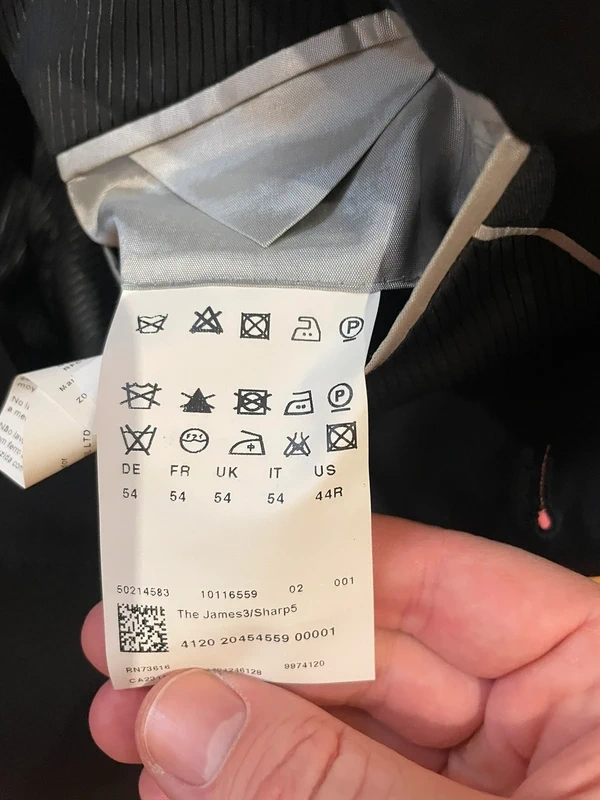 P
P
DE FR UK IT US
54 54 54 54 44R
50214583 10116559 02 001
The James3/Sharp5
4120 20454559 00001
RN73616 9974120
LTD